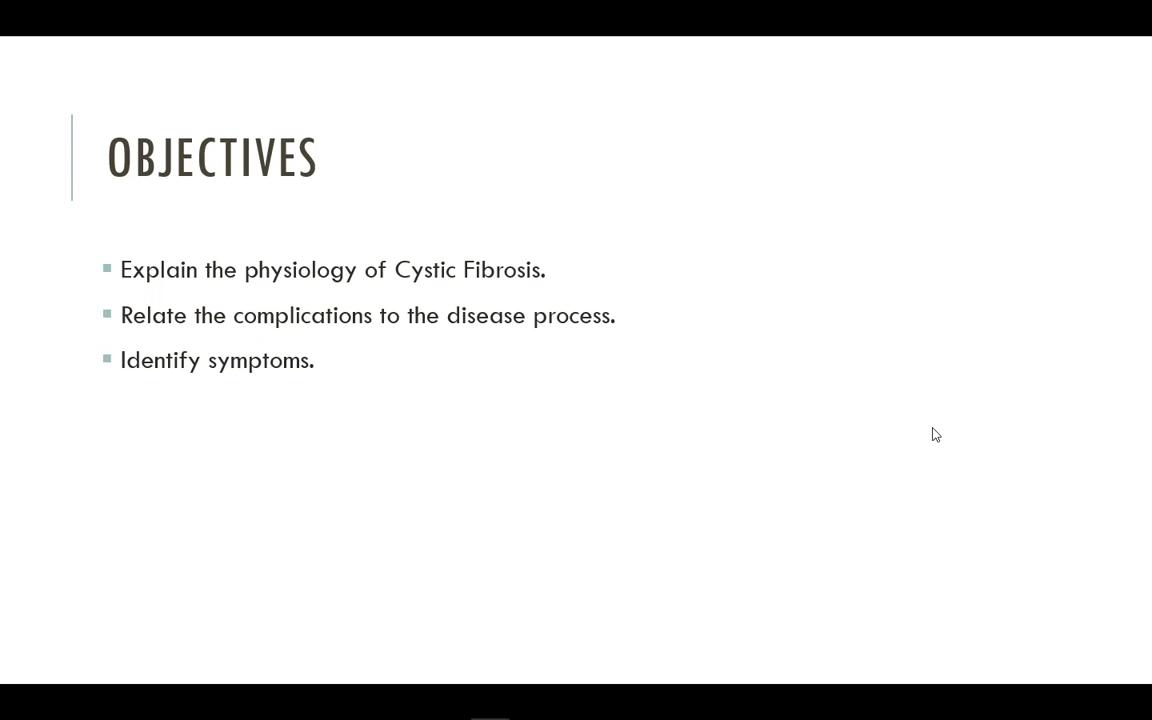 OBJECTIVES
Explain the physiology of Cystic Fibrosis.
Relate the complications to the disease process.
Identify symptoms.